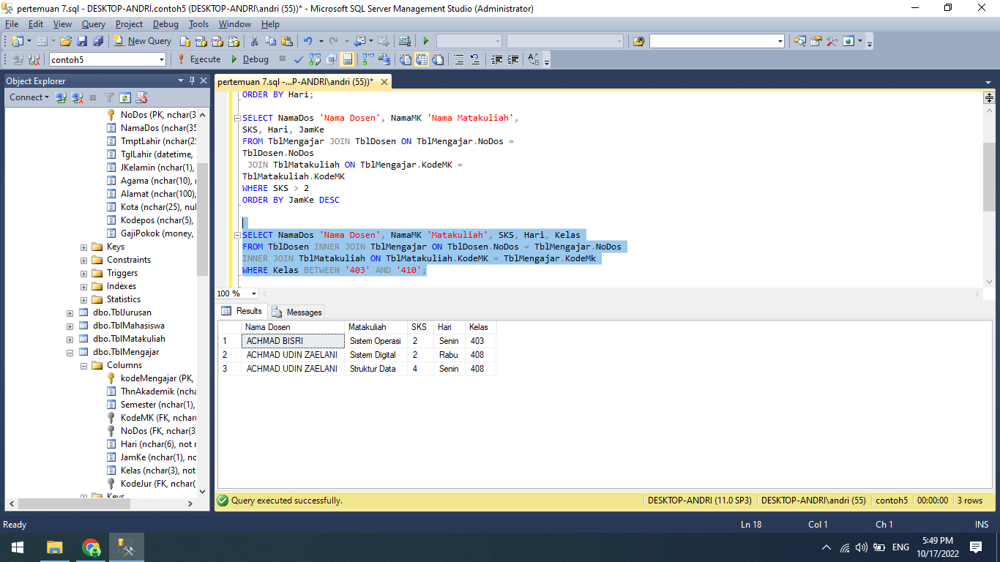 pertemuan 7.sql - DESKTOP-ANDRI.contoh5 (DESKTOP-ANDRI\andri (55))* - Microsoft SQL Server Management Studio (Administrator)
File Edit View Query Project Debug Tools Window Help
New Query
contoh5 Execute Debug
Object Explorer
Connect
NoDos (PK, nchar(3
NamaDos (nchar(35
TmptLahir (nchar(25
TglLahir (datetime,
JKelamin (nchar(1),
Agama (nchar(10), n
Alamat (nchar(100),
Kota (nchar(25), nul
Kodepos (nchar(5),
GajiPokok (money,
Keys
Constraints
Triggers
Indexes
Statistics
dbo.TblJurusan
dbo.TblMahasiswa
dbo.TblMatakuliah
dbo.TblMengajar
Columns
kodeMengajar (PK,
ThnAkademik (ncha
Semester (nchar(1),
KodeMK (FK, nchar(
NoDos (FK, nchar(3
Hari (nchar(6), not n
JamKe (nchar(1), nc
Kelas (nchar(3), not
KodeJur (FK, nchar(
Keys
pertemuan 7.sql -...P-ANDRI\andri (55))*
ORDER BY Hari;
SELECT NamaDos 'Nama Dosen', NamaMK 'Nama Matakuliah',
SKS, Hari, JamKe
FROM TblMengajar JOIN TblDosen ON TblMengajar.NoDos =
TblDosen.NoDos
JOIN TblMatakuliah ON TblMengajar.KodeMK =
TblMatakuliah.KodeMK
WHERE SKS > 2
ORDER BY JamKe DESC
SELECT NamaDos 'Nama Dosen', NamaMK 'Matakuliah', SKS, Hari, Kelas
FROM TblDosen INNER JOIN TblMengajar ON TblDosen.NoDos = TblMengajar.NoDos
INNER JOIN TblMatakuliah ON TblMatakuliah.KodeMK = TblMengajar.KodeMk
WHERE Kelas BETWEEN '403' AND '410';
100 %
Results Messages
Nama Dosen Matakuliah SKS Hari Kelas
1 ACHMAD BISRI Sistem Operasi 2 Senin 403
2 ACHMAD UDIN ZAELANI Sistem Digital 2 Rabu 408
3 ACHMAD UDIN ZAELANI Struktur Data 4 Senin 408
Query executed successfully. DESKTOP-ANDRI (11.0 SP3) DESKTOP-ANDRI\andri (55) contoh5 00:00:00 3 rows
Ready Ln 18 Col 1 Ch 1 INS
ENG 5:49 PM
10/17/2022